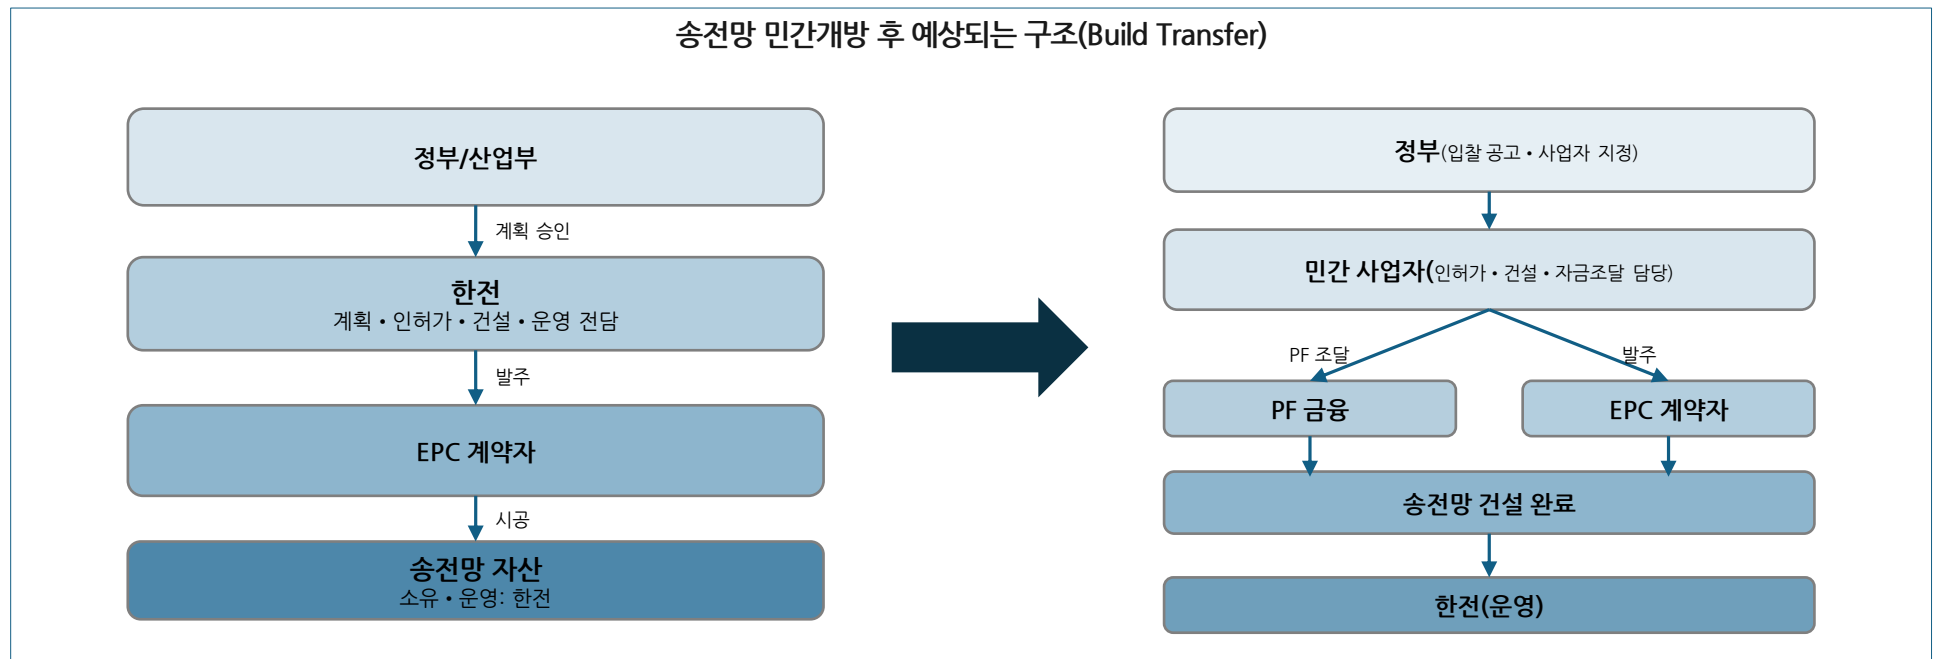 송전망 민간개방 후 예상되는 구조(Build Transfer)
정부/산업부
계획 승인
한전
계획•인허가•건설•운영 전담
발주
EPC 계약자
시공
송전망 자산
소유•운영: 한전
정부(입찰 공고•사업자 지정)
민간 사업자(인허가•건설•자금조달 담당)
PF 조달
발주
PF 금융
EPC 계약자
송전망 건설 완료
한전(운영)